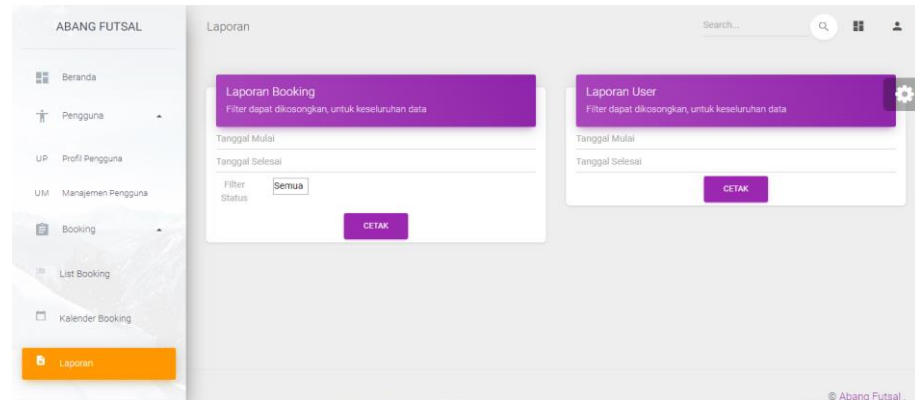 ABANG FUTSAL
Laporan
Search...
Beranda
Pengguna
UP Profil Pengguna
UM Manajemen Pengguna
Booking
List Booking
Kalender Booking
Laporan
Laporan Booking
Filter dapat dikosongkan, untuk keseluruhan data
Tanggal Mulai
Tanggal Selesai
Filter
Status
Semua
CETAK
Laporan User
Filter dapat dikosongkan, untuk keseluruhan data
Tanggal Mulai
Tanggal Selesai
CETAK
© Abang Futsal .